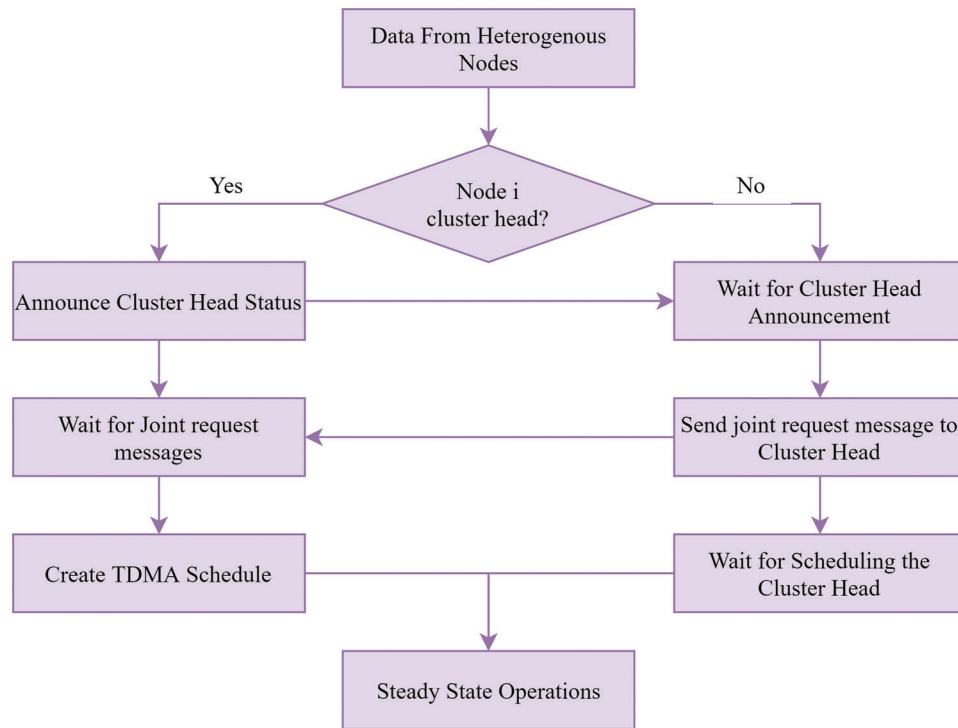 Data From Heterogenous
Nodes
Yes
No
Node i
cluster head?
Announce Cluster Head Status
Wait for Cluster Head
Announcement
Wait for Joint request
messages
Send joint request message to
Cluster Head
Create TDMA Schedule
Wait for Scheduling the
Cluster Head
Steady State Operations